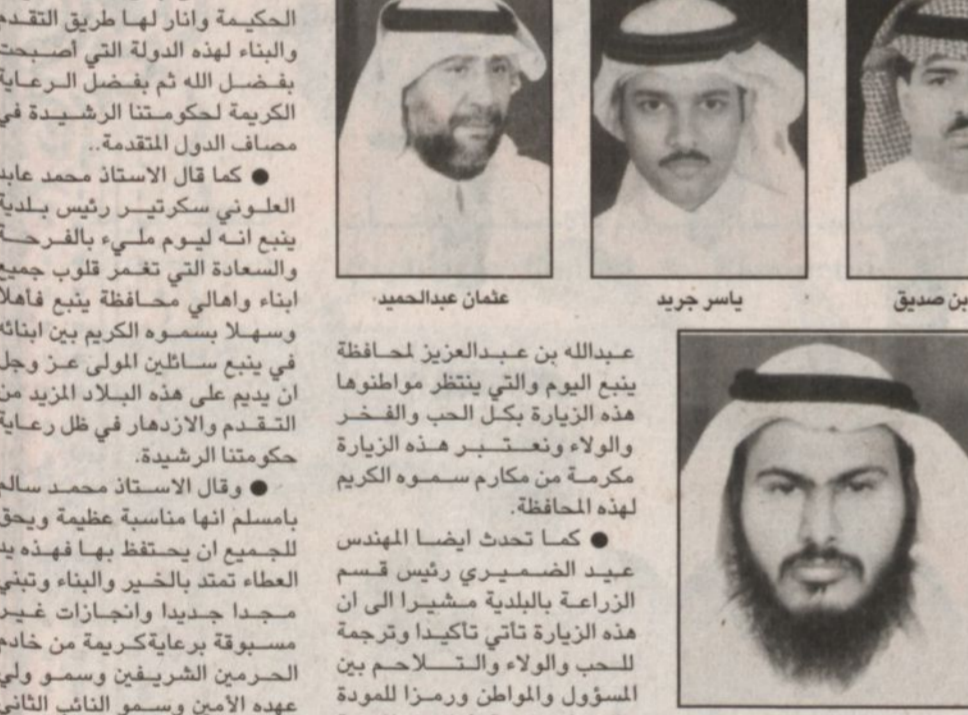 بن صديق
ياسر جريد
عثمان عبدالحميد
عبدالله بن عبدالعزيز لمحافظة
ينبع اليوم والتي ينتظر مواطنوها
هذه الزيارة بكل الحب والفخر
والولاء ونعتبر هذه الزيارة
مكرمة من مكارم سموه الكريم
لهذه المحافظة.
● كما تحدث ايضا المهندس
عبيد الضميري رئيس قسم
الزراعة بالبلدية مشيرا الى ان
هذه الزيارة تأتي تأكيدا وترجمة
للحب والولاء والتلاحم بين
المسؤول والمواطن ورمزا للمودة
الحكيمة وانار لها طريق التقدم
والبناء لهذه الدولة التي أصبحت
بفضل الله ثم بفضل الرعاية
الكريمة لحكومتنا الرشيدة في
مصاف الدول المتقدمة..
● كما قال الاستاذ محمد عابد
العلوني سكرتير رئيس بلدية
ينبع انه ليوم مليء بالفرحة
والسعادة التي تغمر قلوب جميع
ابناء واهالي محافظة ينبع فأهلا
وسهلا بسموه الكريم بين ابنائه
في ينبع سائلين المولى عز وجل
ان يديم على هذه البلاد المزيد من
التقدم والازدهار في ظل رعاية
حكومتنا الرشيدة.
● وقال الاستاذ محمد سالم
بامسلم انها مناسبة عظيمة ويحق
للجميع ان يحتفظ بها فهذه يد
العطاء تمتد بالخير والبناء وتبني
مجدا جديدا وانجازات غير
مسبوقة برعاية كريمة من خادم
الحرمين الشريفين وسمو ولي
عهده الأمين وسمو النائب الثاني